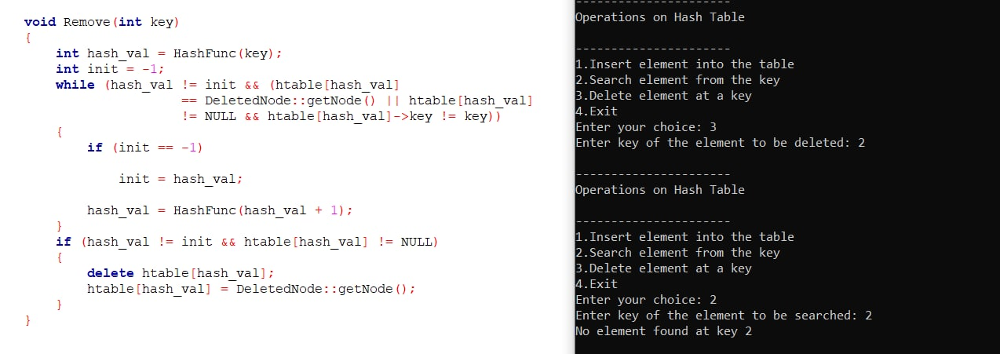 void Remove(int key)
{
    int hash_val = HashFunc(key);
    int init = -1;
    while (hash_val != init && (htable[hash_val]
                    == DeletedNode::getNode() || htable[hash_val]
                    != NULL && htable[hash_val]->key != key))
    {
        if (init == -1)
            init = hash_val;
        hash_val = HashFunc(hash_val + 1);
    }
    if (hash_val != init && htable[hash_val] != NULL)
    {
        delete htable[hash_val];
        htable[hash_val] = DeletedNode::getNode();
    }
}
----------------------
Operations on Hash Table
----------------------
1.Insert element into the table
2.Search element from the key
3.Delete element at a key
4.Exit
Enter your choice: 3
Enter key of the element to be deleted: 2
----------------------
Operations on Hash Table
----------------------
1.Insert element into the table
2.Search element from the key
3.Delete element at a key
4.Exit
Enter your choice: 2
Enter key of the element to be searched: 2
No element found at key 2